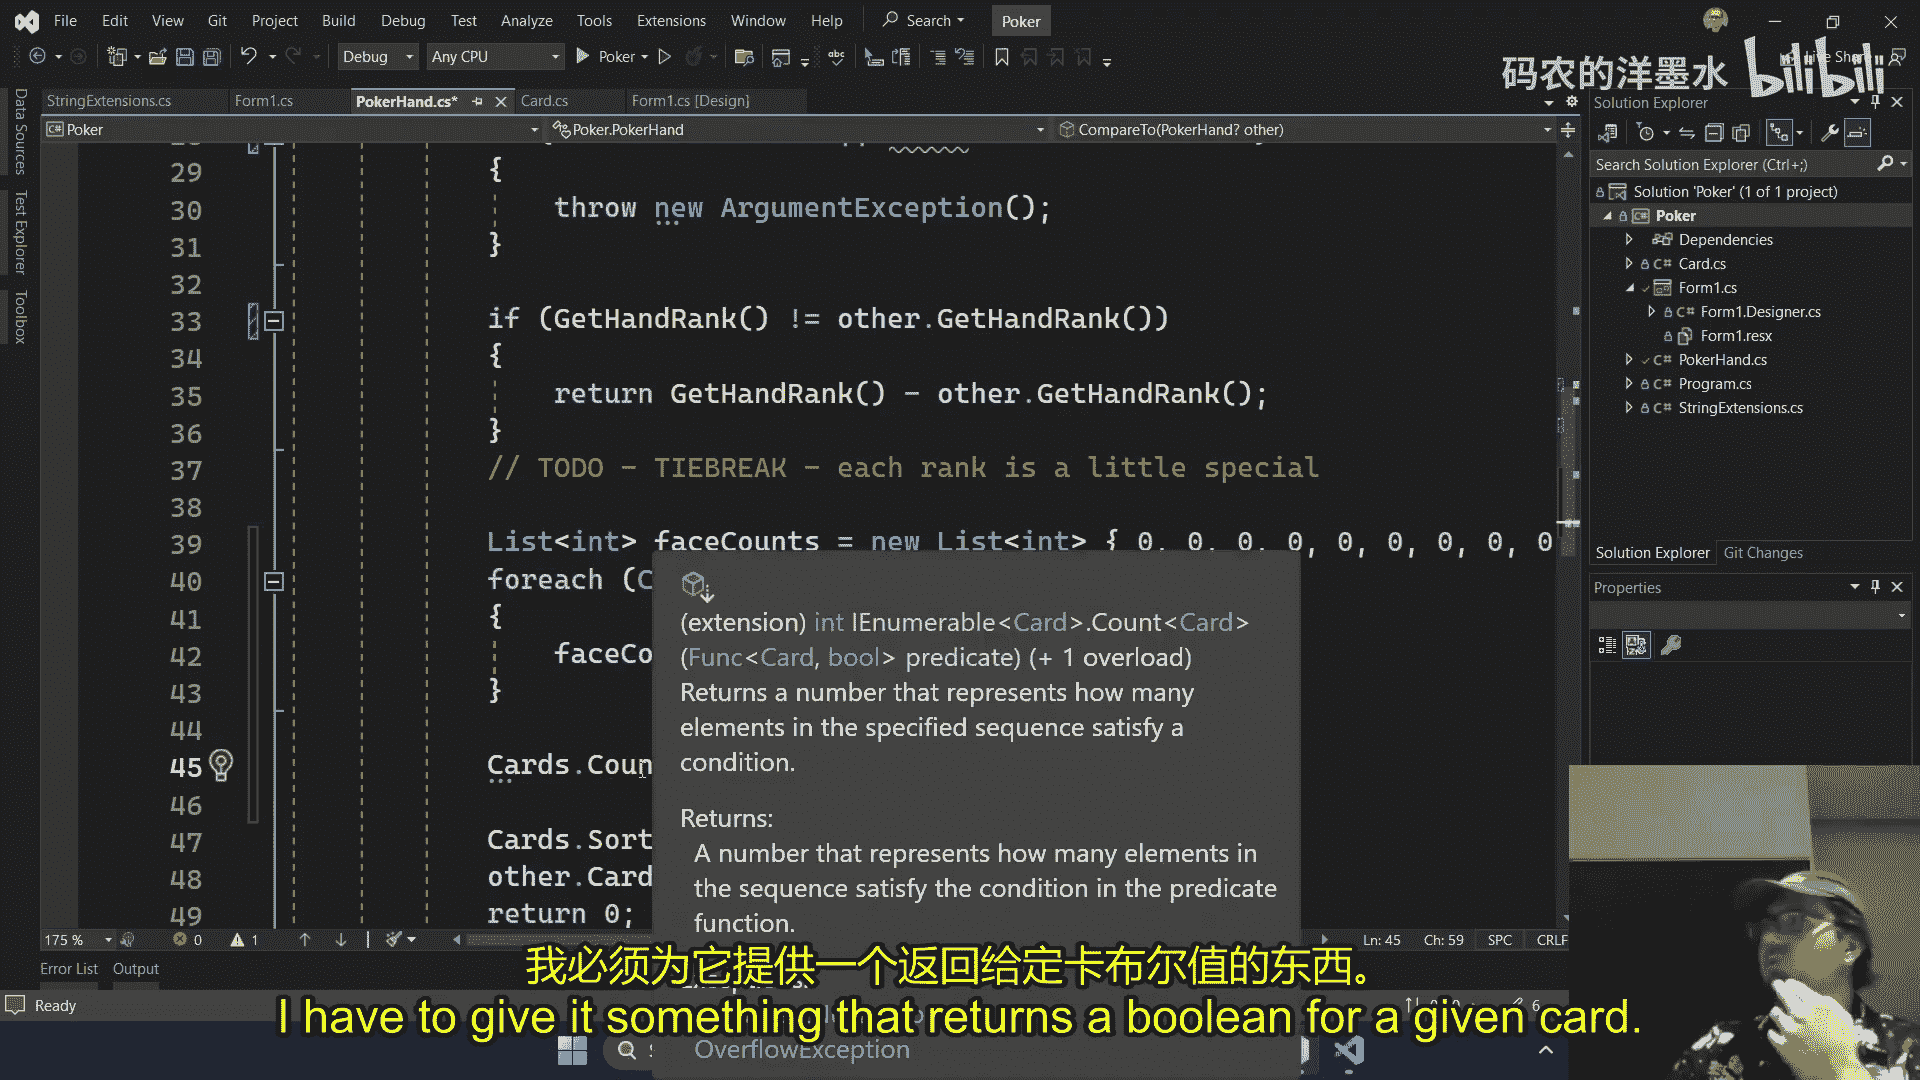 File Edit View Git Project Build Debug Test Analyze Tools Extensions Window Help Search Poker
Debug Any CPU Poker
码农的洋墨水 bilibili
StringExtensions.cs Form1.cs PokerHand.cs* Card.cs Form1.cs [Design]
Poker Poker.PokerHand CompareTo(PokerHand? other)
Data Sources
Test Explorer
Toolbox
29 {
30 throw new ArgumentException();
31 }
32
33 if (GetHandRank() != other.GetHandRank())
34 {
35 return GetHandRank() - other.GetHandRank();
36 }
37 // TODO - TIEBREAK - each rank is a little special
38
39 List<int> faceCounts = new List<int> { 0, 0, 0, 0, 0, 0, 0, 0, 0
40 foreach (C
41 {
42 faceCo
43 }
44
45 Cards.Coun
46
47 Cards.Sort
48 other.Card
49 return 0;
(extension) int IEnumerable<Card>.Count<Card>
(Func<Card, bool> predicate) (+ 1 overload)
Returns a number that represents how many
elements in the specified sequence satisfy a
condition.
Returns:
A number that represents how many elements in
the sequence satisfy the condition in the predicate
function.
OverflowException
175 % 0 1 Ln: 45 Ch: 59 SPC CRLF
Error List Output
Ready
Solution Explorer
Search Solution Explorer (Ctrl+;)
Solution 'Poker' (1 of 1 project)
Poker
Dependencies
C# Card.cs
Form1.cs
C# Form1.Designer.cs
Form1.resx
C# PokerHand.cs
C# Program.cs
C# StringExtensions.cs
Solution Explorer Git Changes
Properties
我必须为它提供一个返回给定卡布尔值的东西。
I have to give it something that returns a boolean for a given card.